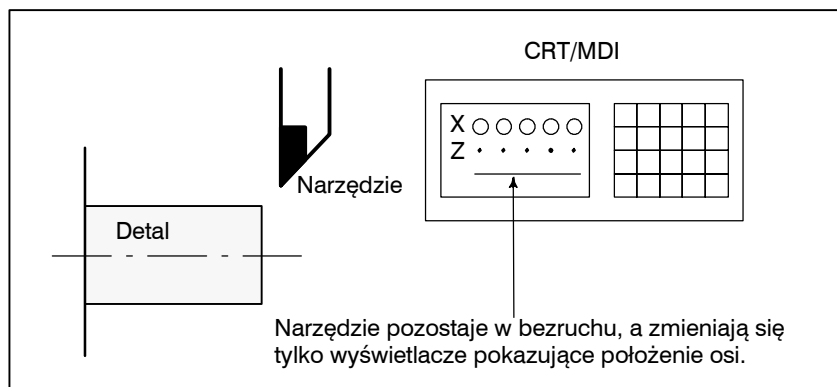 CRT/MDI
X
Z
Narzędzie
Detal
Narzędzie pozostaje w bezruchu, a zmieniają się
tylko wyświetlacze pokazujące położenie osi.